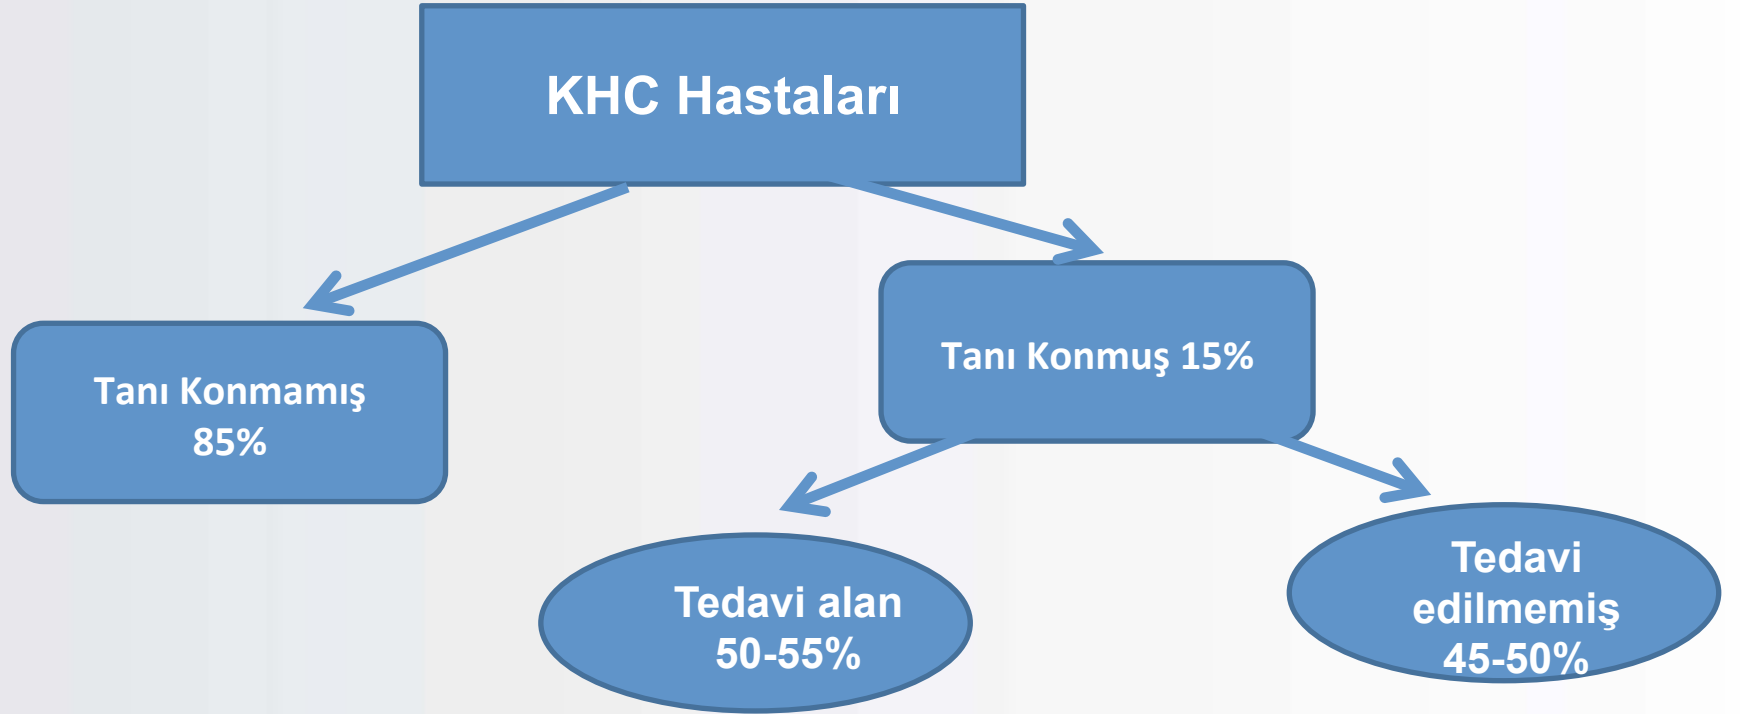 KHC Hastaları
Tanı Konmamış
85%
Tanı Konmuş 15%
Tedavi alan
50-55%
Tedavi
edilmemiş
45-50%